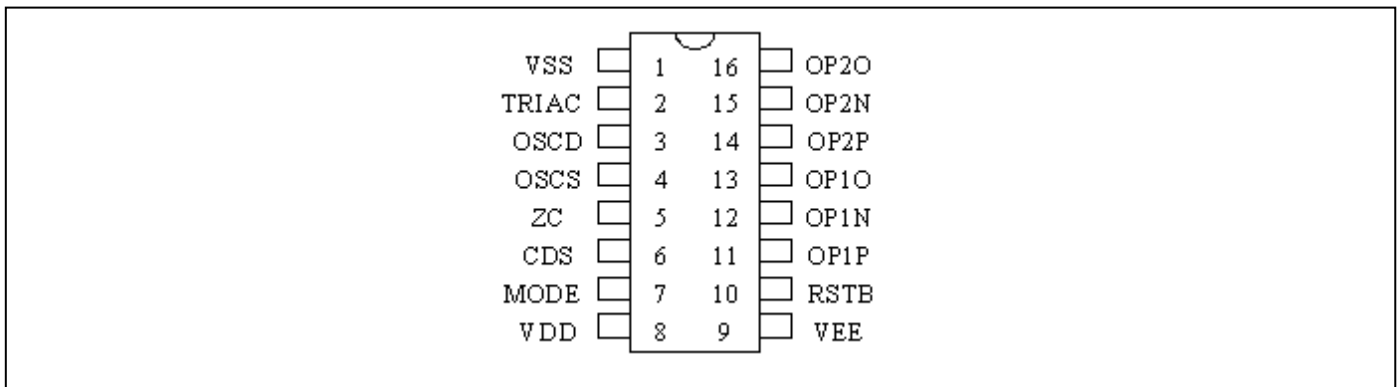 VSS 1 16 OP2O
TRIAC 2 15 OP2N
OSCD 3 14 OP2P
OSCS 4 13 OP1O
ZC 5 12 OP1N
CDS 6 11 OP1P
MODE 7 10 RSTB
VDD 8 9 VEE